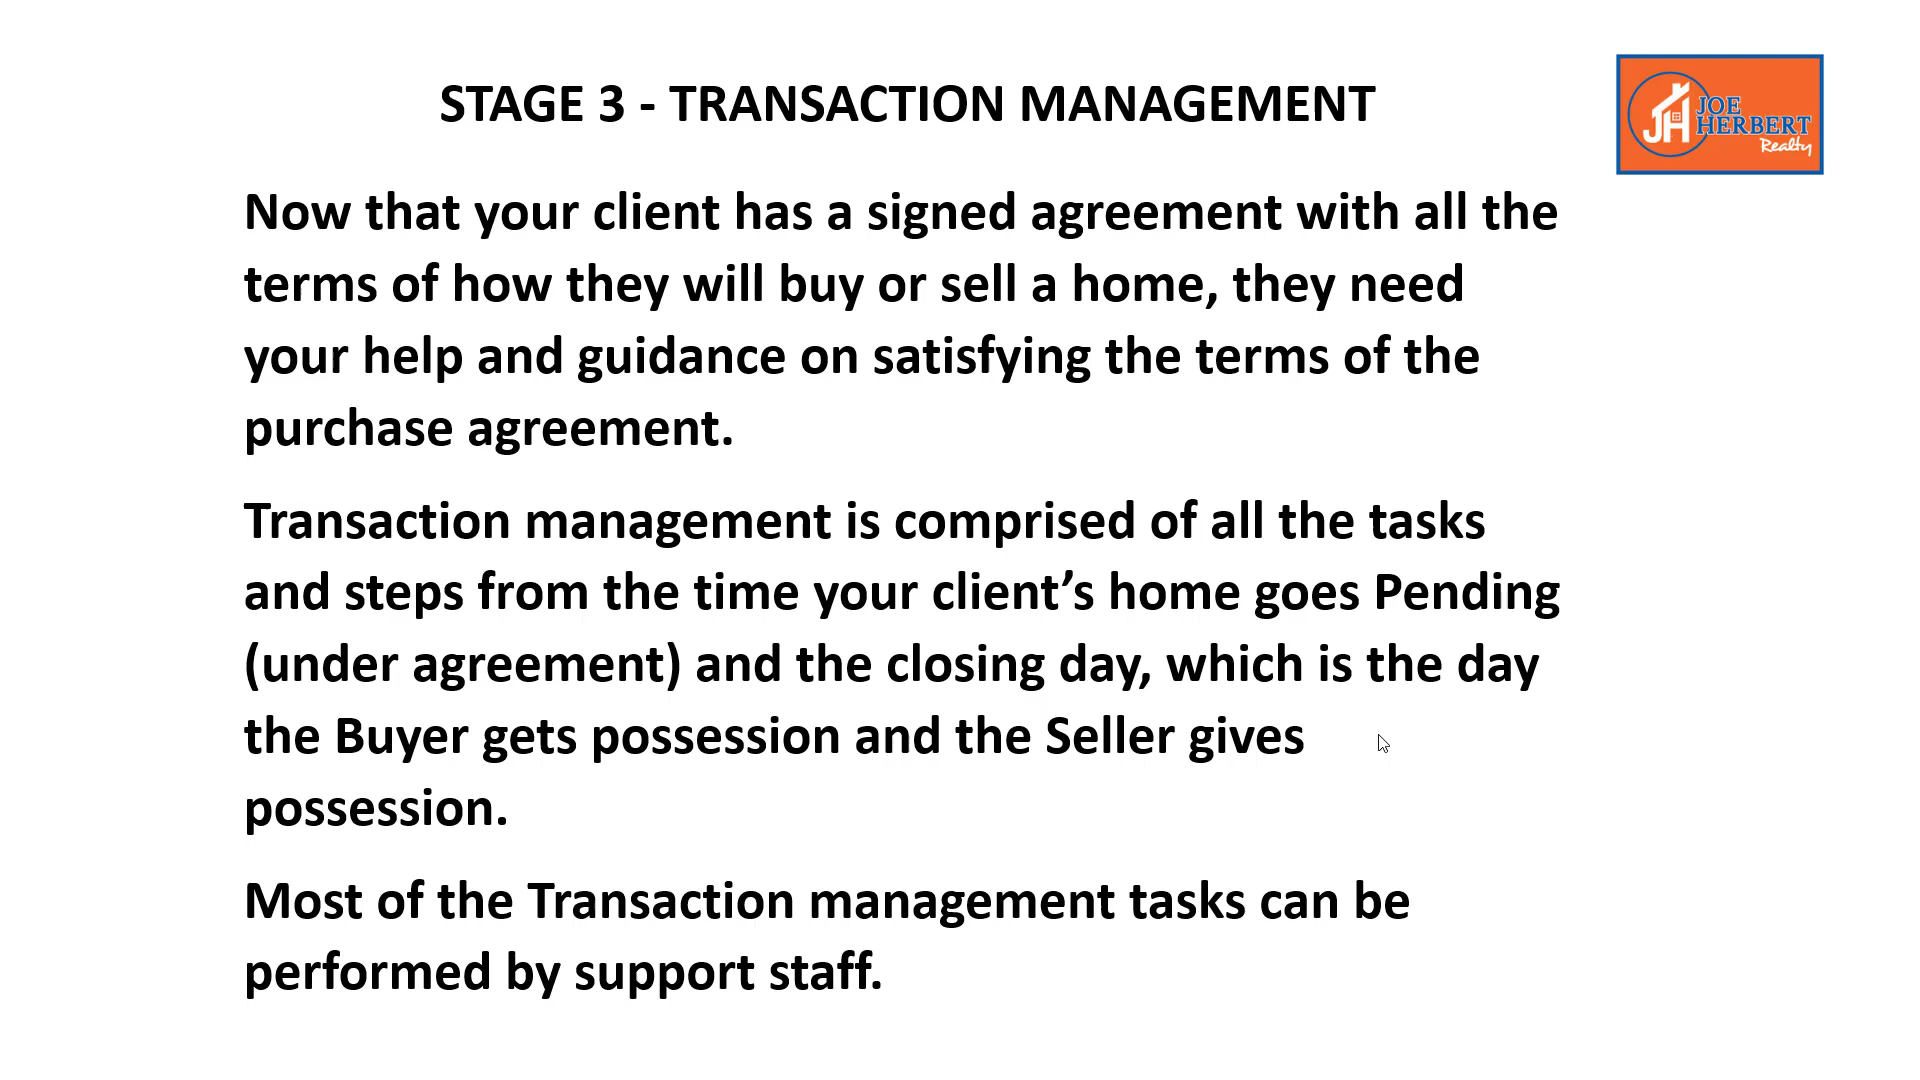 STAGE 3 - TRANSACTION MANAGEMENT
JH JOE
HERBERT
Realty
Now that your client has a signed agreement with all the
terms of how they will buy or sell a home, they need
your help and guidance on satisfying the terms of the
purchase agreement.
Transaction management is comprised of all the tasks
and steps from the time your client’s home goes Pending
(under agreement) and the closing day, which is the day
the Buyer gets possession and the Seller gives
possession.
Most of the Transaction management tasks can be
performed by support staff.